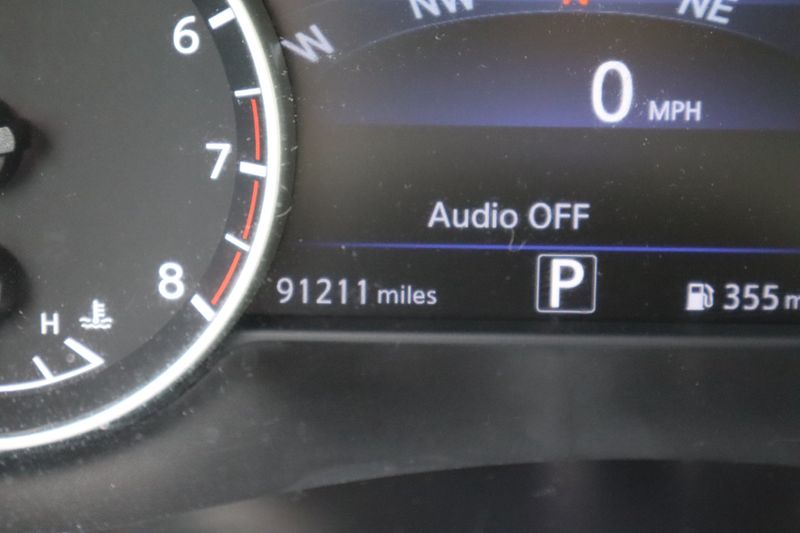 W NW N NE
6
0 MPH
7
Audio OFF
8
91211 miles P 355 m
H